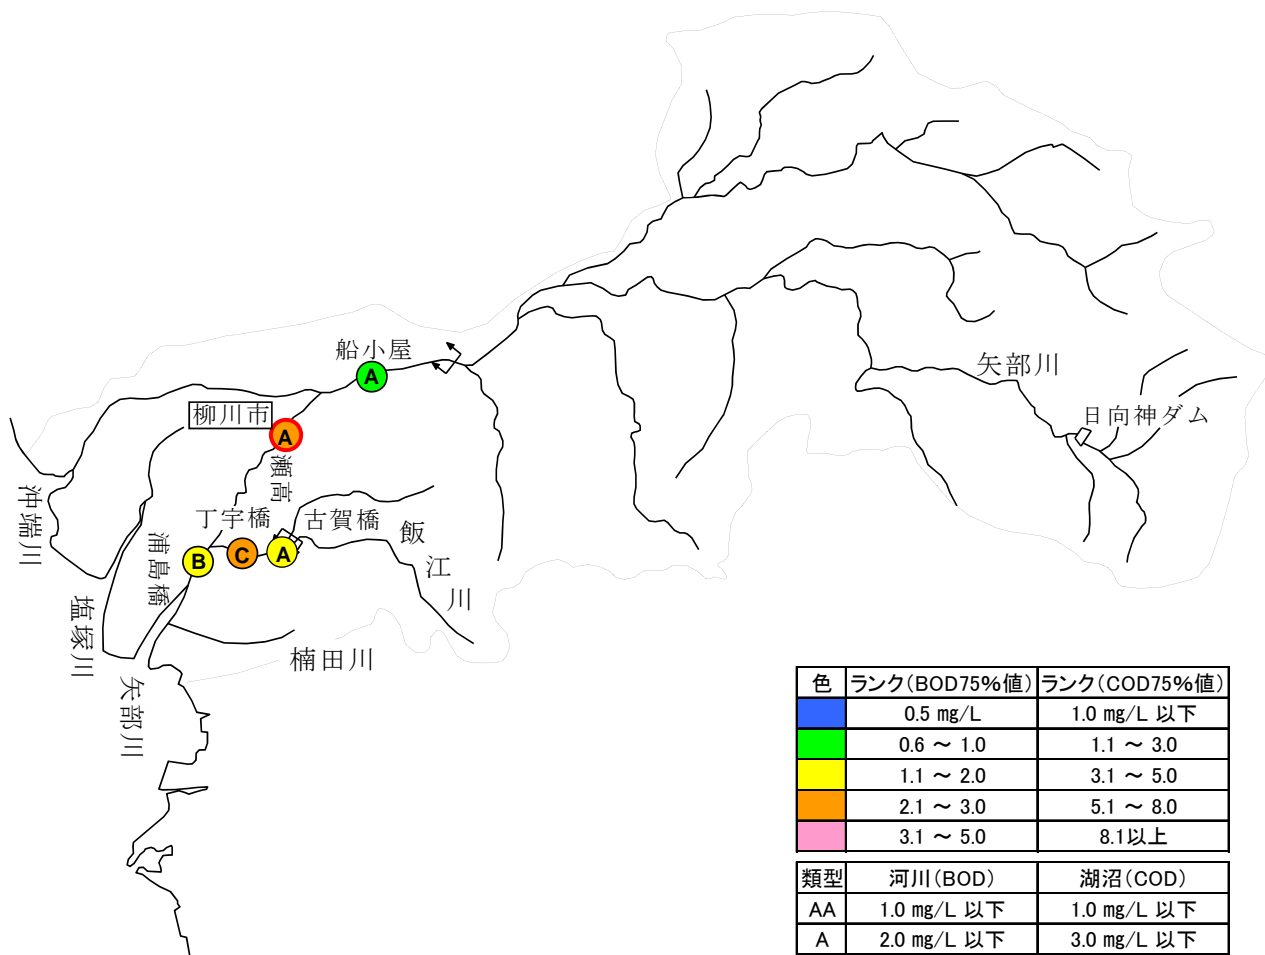 船小屋
A
柳川市
A
瀬高
矢部川
日向神ダム
沖端川
丁字橋
古賀橋
飯江川
浦島橋
B
C
A
塩塚川
楠田川
矢部川
色 ランク(BOD75%値) ランク(COD75%値)
0.5 mg/L 1.0 mg/L 以下
0.6 ～ 1.0 1.1 ～ 3.0
1.1 ～ 2.0 3.1 ～ 5.0
2.1 ～ 3.0 5.1 ～ 8.0
3.1 ～ 5.0 8.1以上
類型 河川(BOD) 湖沼(COD)
AA 1.0 mg/L 以下 1.0 mg/L 以下
A 2.0 mg/L 以下 3.0 mg/L 以下